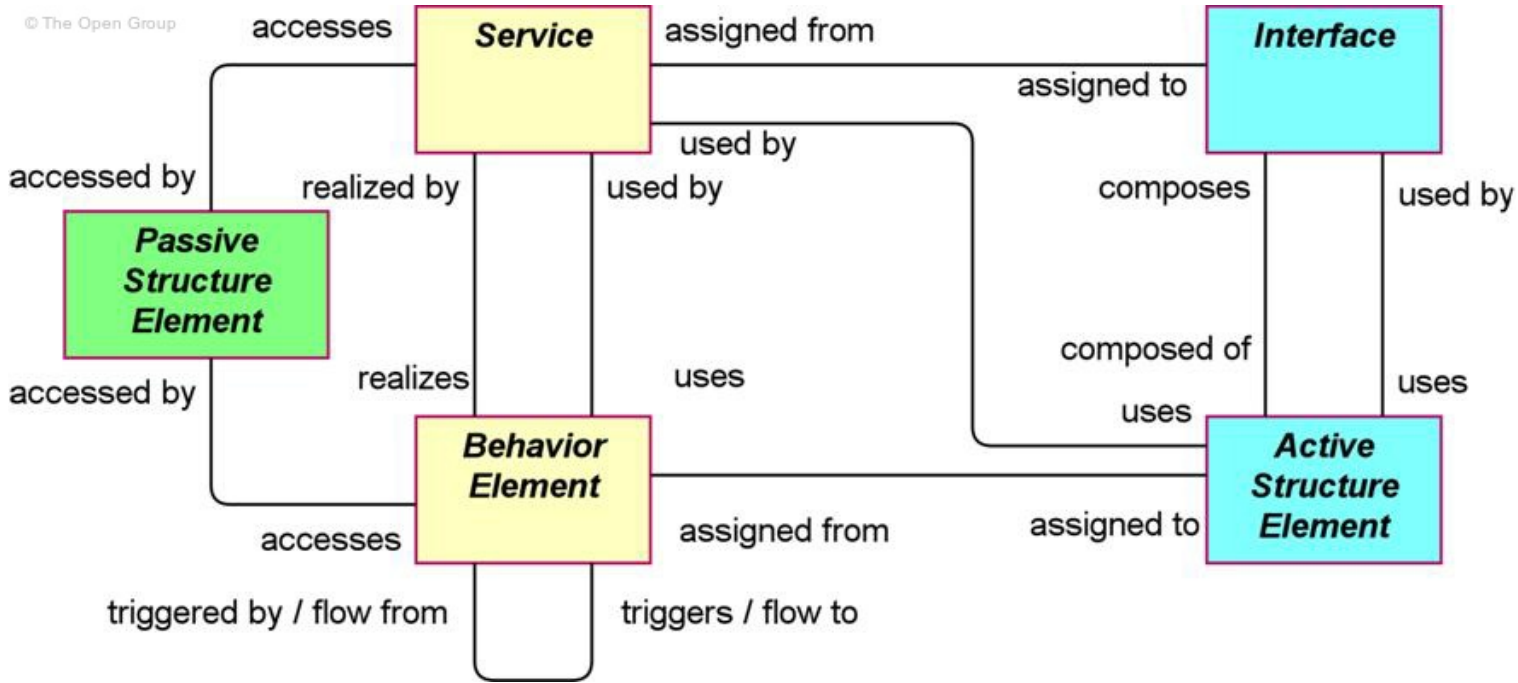 © The Open Group
accesses
Service
assigned from
Interface
assigned to
used by
accessed by
realized by
used by
composes
used by
Passive
Structure
Element
composed of
accessed by
realizes
uses
uses
uses
Behavior
Element
Active
Structure
Element
accesses
assigned from
assigned to
triggered by / flow from
triggers / flow to